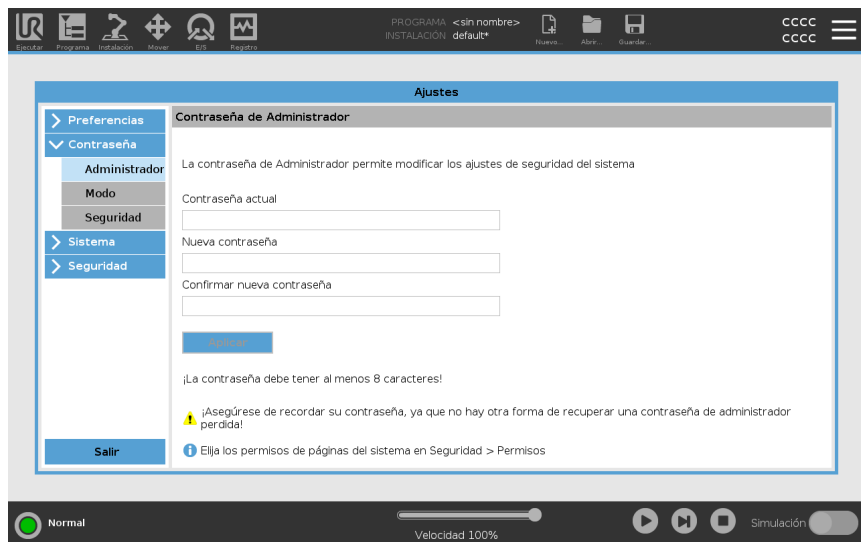 UR
PROGRAMA <sin nombre>
INSTALACIÓN default*
CCCC
CCCC
Ejecutar Programa Instalación Mover E/S Registro Nuevo... Abrir... Guardar...
Ajustes
Preferencias
Contraseña
Administrador
Modo
Seguridad
Sistema
Seguridad
Salir
Contraseña de Administrador
La contraseña de Administrador permite modificar los ajustes de seguridad del sistema
Contraseña actual
Nueva contraseña
Confirmar nueva contraseña
Aplicar
¡La contraseña debe tener al menos 8 caracteres!
¡Asegúrese de recordar su contraseña, ya que no hay otra forma de recuperar una contraseña de administrador
perdida!
Elija los permisos de páginas del sistema en Seguridad > Permisos
Normal
Velocidad 100%
Simulación